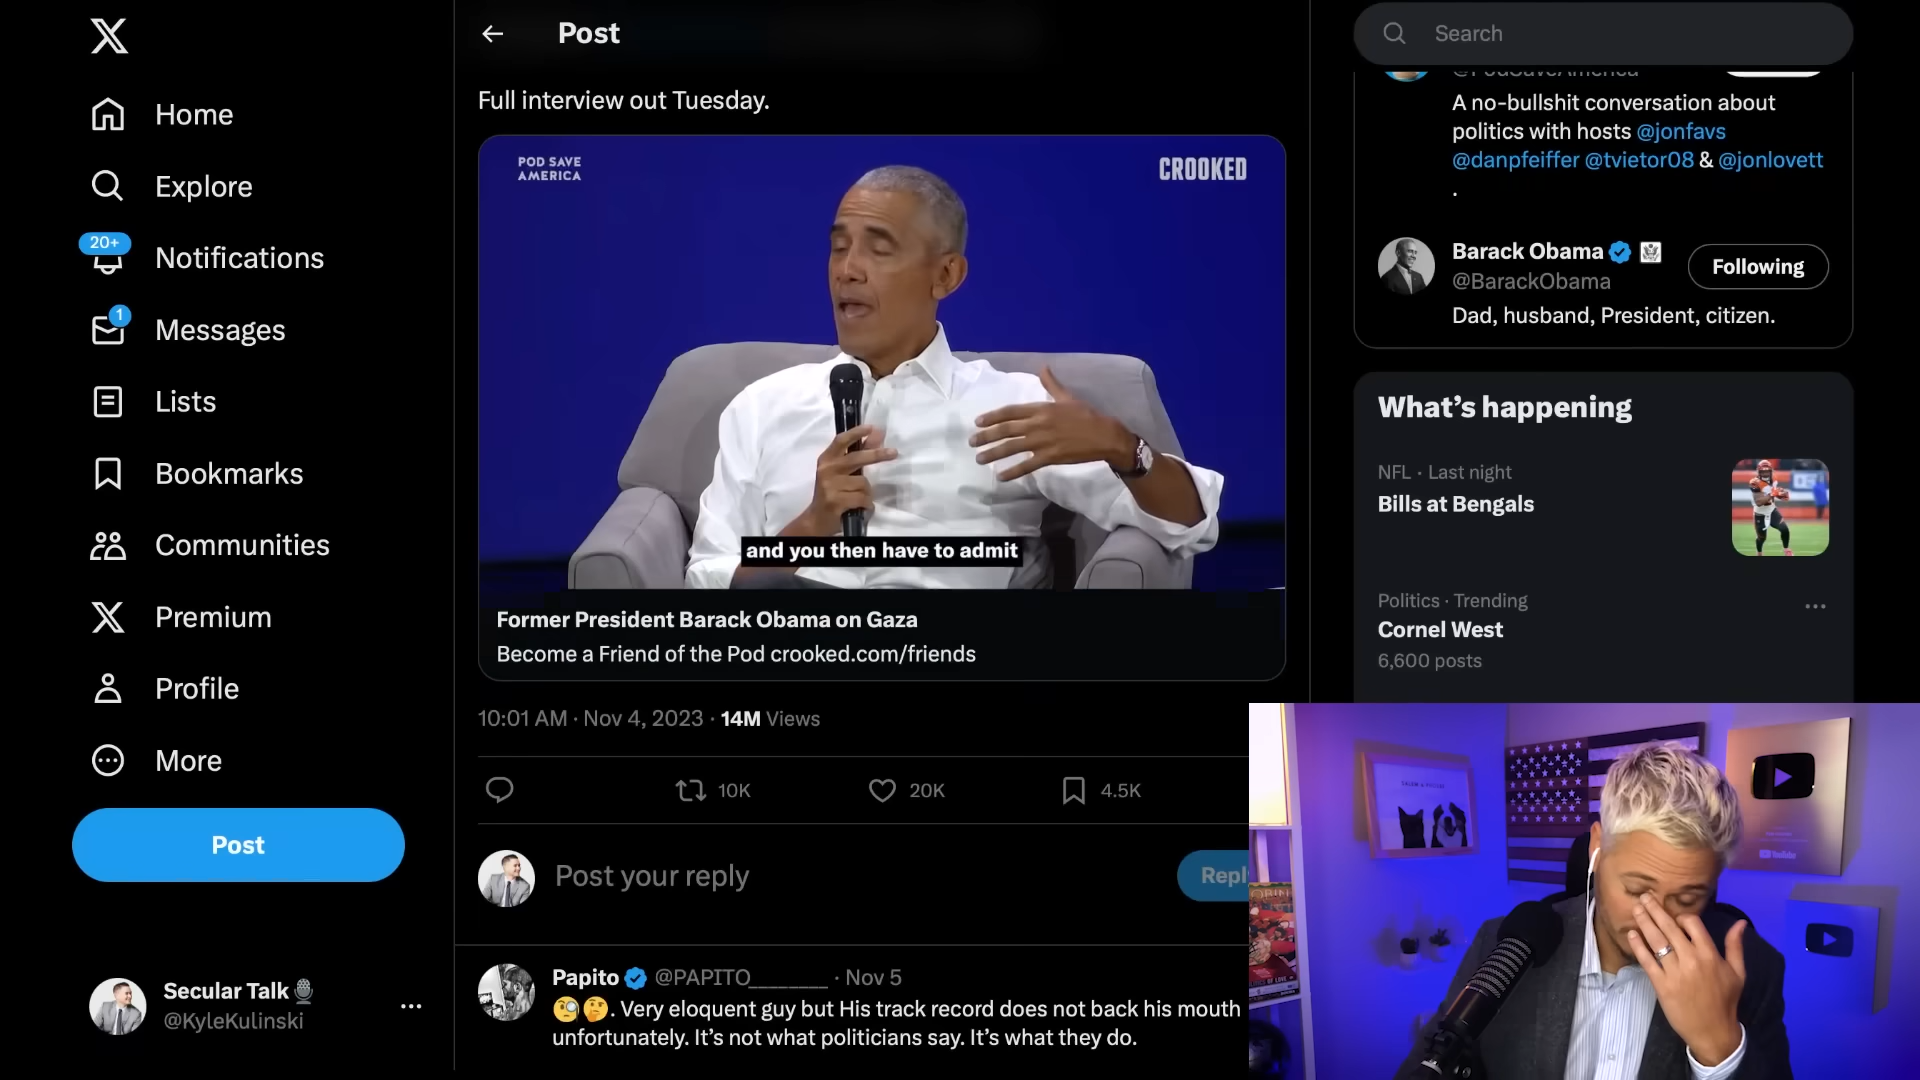 Home
Explore
20+
Notifications
1
Messages
Lists
Bookmarks
Communities
Premium
Profile
More
Post
Secular Talk
@KyleKulinski
Post
Full interview out Tuesday.
POD SAVE
AMERICA
CROOKED
and you then have to admit
Former President Barack Obama on Gaza
Become a Friend of the Pod crooked.com/friends
10:01 AM · Nov 4, 2023 · 14M Views
10K
20K
4.5K
Post your reply
Papito @PAPITO________ · Nov 5
🧐🤔. Very eloquent guy but His track record does not back his mouth
unfortunately. It's not what politicians say. It's what they do.
Search
@PodSaveAmerica
A no-bullshit conversation about
politics with hosts @jonfavs
@danpfeiffer @tvietor08 & @jonlovett
.
Barack Obama
@BarackObama
Following
Dad, husband, President, citizen.
What's happening
NFL · Last night
Bills at Bengals
Politics · Trending
Cornel West
6,600 posts
YouTube